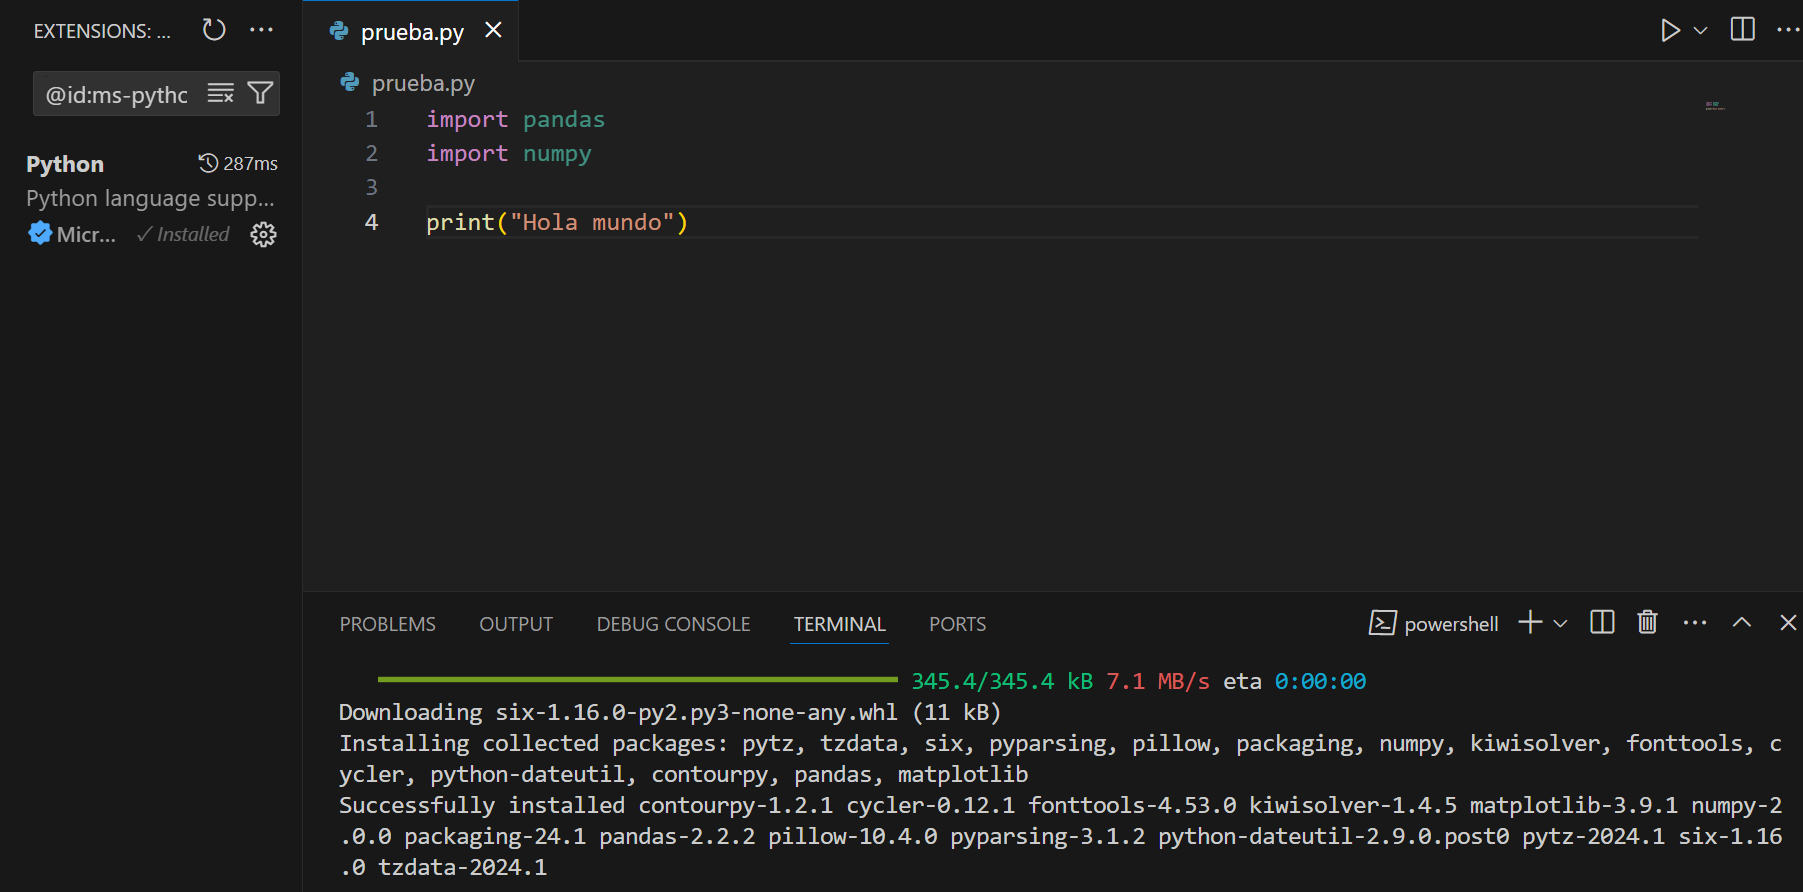 EXTENSIONS: ...
@id:ms-pythc
Python 287ms
Python language supp...
Micr... ✓ Installed
prueba.py
prueba.py
1 import pandas
2 import numpy
3
4 print("Hola mundo")
PROBLEMS OUTPUT DEBUG CONSOLE TERMINAL PORTS powershell
345.4/345.4 kB 7.1 MB/s eta 0:00:00
Downloading six-1.16.0-py2.py3-none-any.whl (11 kB)
Installing collected packages: pytz, tzdata, six, pyparsing, pillow, packaging, numpy, kiwisolver, fonttools, c
ycler, python-dateutil, contourpy, pandas, matplotlib
Successfully installed contourpy-1.2.1 cycler-0.12.1 fonttools-4.53.0 kiwisolver-1.4.5 matplotlib-3.9.1 numpy-2
.0.0 packaging-24.1 pandas-2.2.2 pillow-10.4.0 pyparsing-3.1.2 python-dateutil-2.9.0.post0 pytz-2024.1 six-1.16
.0 tzdata-2024.1